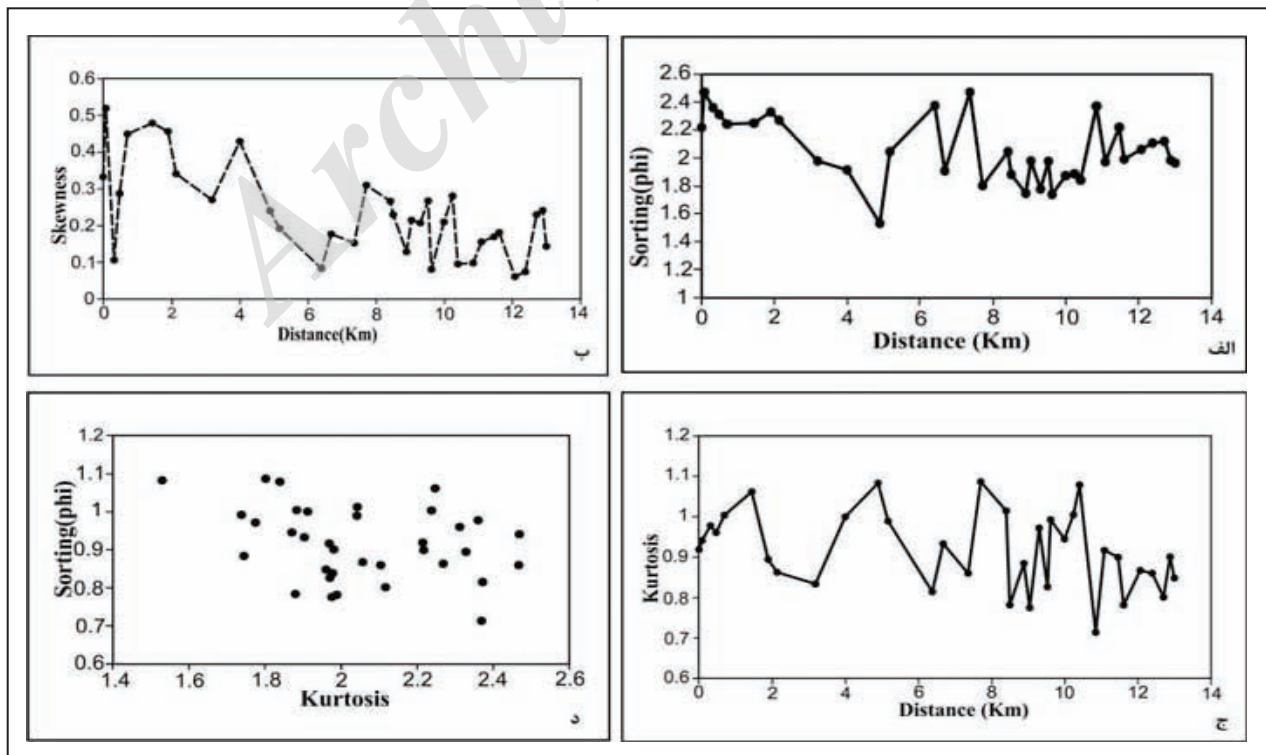 Archi
0.6
0.5
0.4
0.3
0.2
0.1
0
Skewness
0 2 4 6 8 10 12 14
Distance(Km)
ب
2.6
2.4
2.2
2
1.8
1.6
1.4
1.2
1
Sorting(phi)
0 2 4 6 8 10 12 14
Distance (Km)
الف
1.2
1.1
1
0.9
0.8
0.7
0.6
Sorting(phi)
1.4 1.6 1.8 2 2.2 2.4 2.6
Kurtosis
د
1.2
1.1
1
0.9
0.8
0.7
0.6
Kurtosis
0 2 4 6 8 10 12 14
Distance (Km)
ج